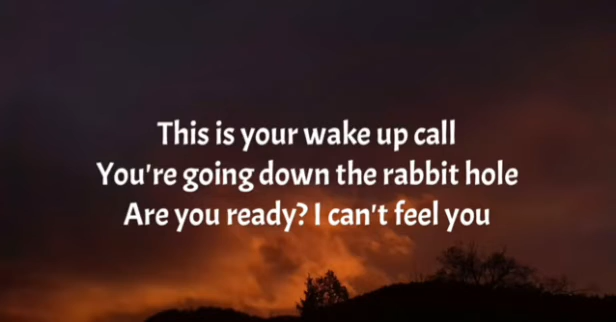 This is your wake up call
You're going down the rabbit hole
Are you ready? I can't feel you